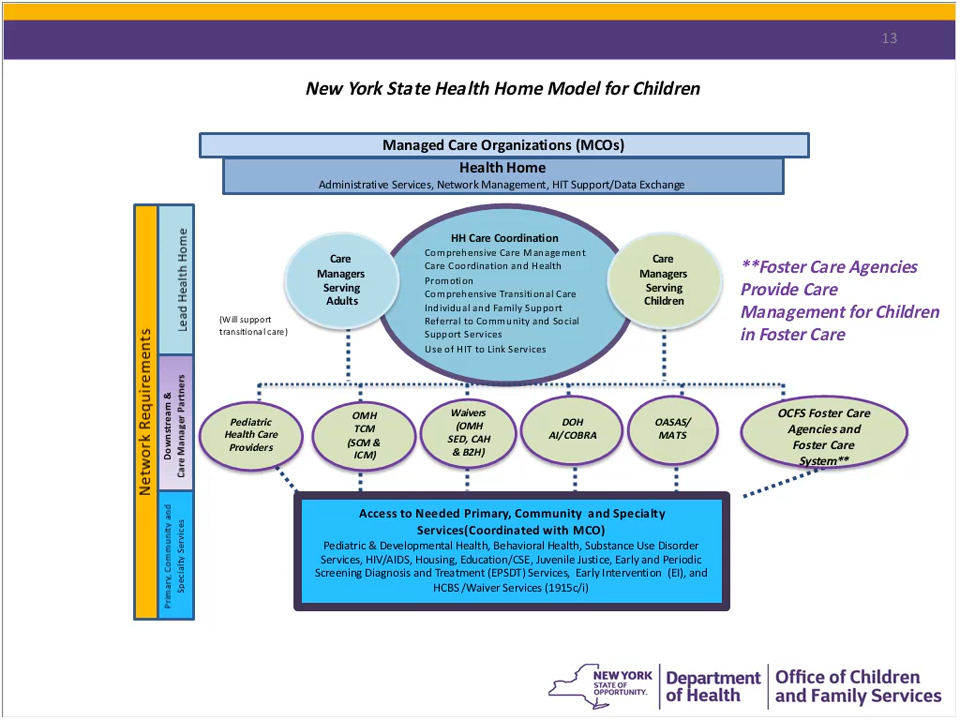 13
New York State Health Home Model for Children
Managed Care Organizations (MCOs)
Health Home
Administrative Services, Network Management, HIT Support/Data Exchange
Network Requirements
Lead Health Home
Downstream &
Care Manager Partners
Primary, Community and
Specialty Services
Care
Managers
Serving
Adults
(Will support
transitional care)
HH Care Coordination
Comprehensive Care Management
Care Coordination and Health
Promotion
Comprehensive Transitional Care
Individual and Family Support
Referral to Community and Social
Support Services
Use of HIT to Link Services
Care
Managers
Serving
Children
**Foster Care Agencies
Provide Care
Management for Children
in Foster Care
Pediatric
Health Care
Providers
OMH
TCM
(SCM &
ICM)
Waivers
(OMH
SED, CAH
& B2H)
DOH
AI/COBRA
OASAS/
MATS
OCFS Foster Care
Agencies and
Foster Care
System**
Access to Needed Primary, Community and Specialty
Services(Coordinated with MCO)
Pediatric & Developmental Health, Behavioral Health, Substance Use Disorder
Services, HIV/AIDS, Housing, Education/CSE, Juvenile Justice, Early and Periodic
Screening Diagnosis and Treatment (EPSDT) Services, Early Intervention (EI), and
HCBS /Waiver Services (1915c/i)
NEW YORK
STATE OF
OPPORTUNITY.
Department
of Health
Office of Children
and Family Services